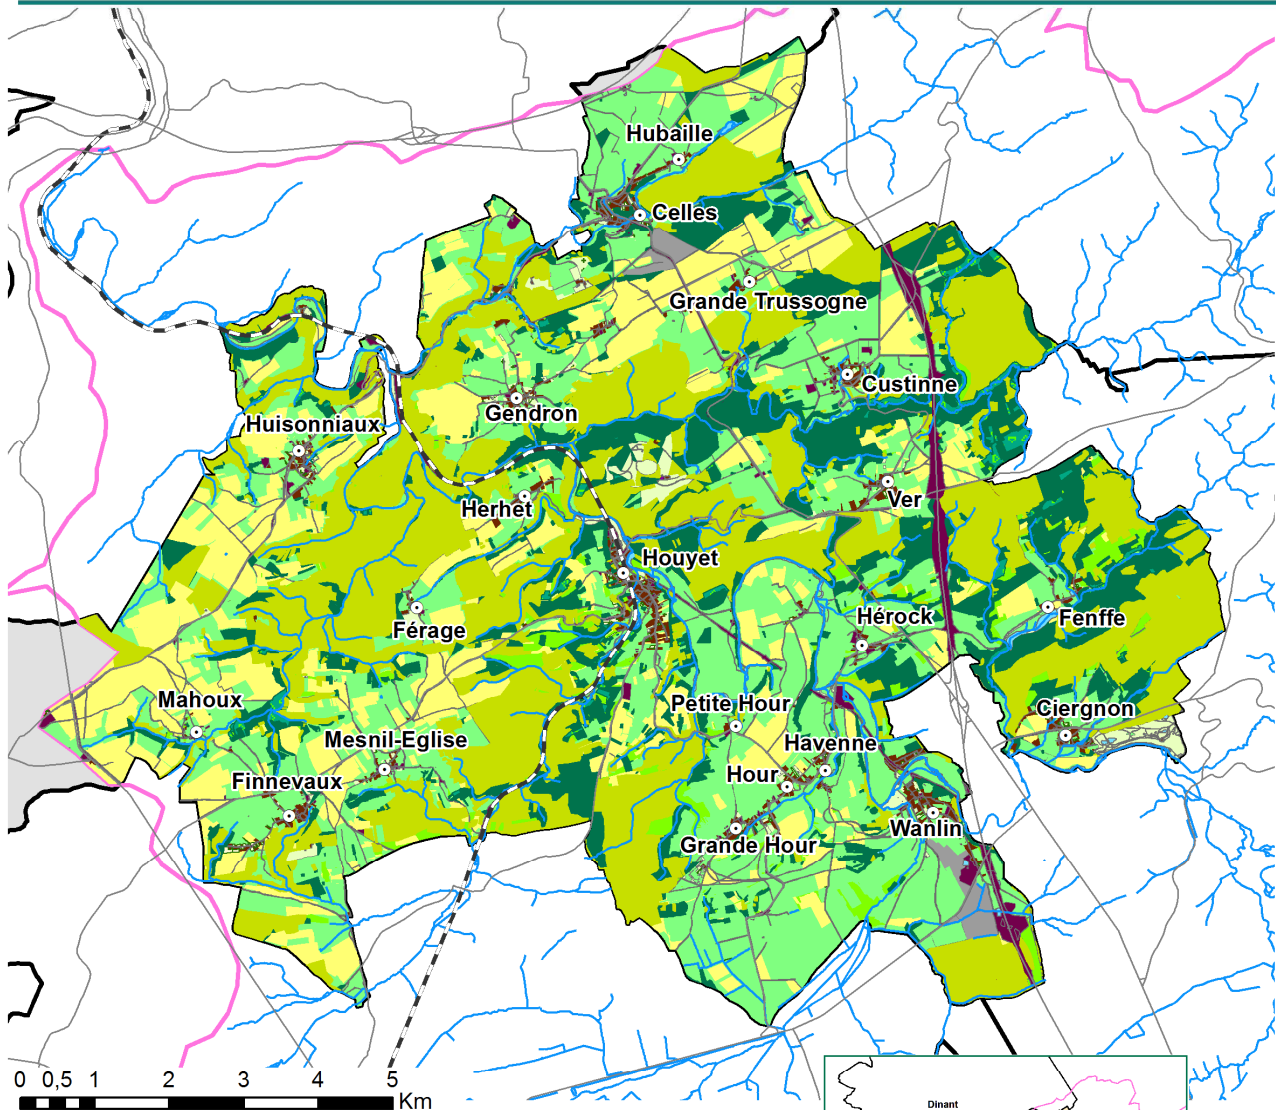 Hubaille
Celles
Grande Trussogne
Custinne
Gendron
Huisonniaux
Ver
Herhet
Houyet
Hérock
Fenffe
Férage
Mahoux
Petite Hour
Ciergnon
Mesnil-Eglise
Havenne
Finnevaux
Hour
Wanlin
Grande Hour
0 0,5 1 2 3 4 5
Km
Dinant